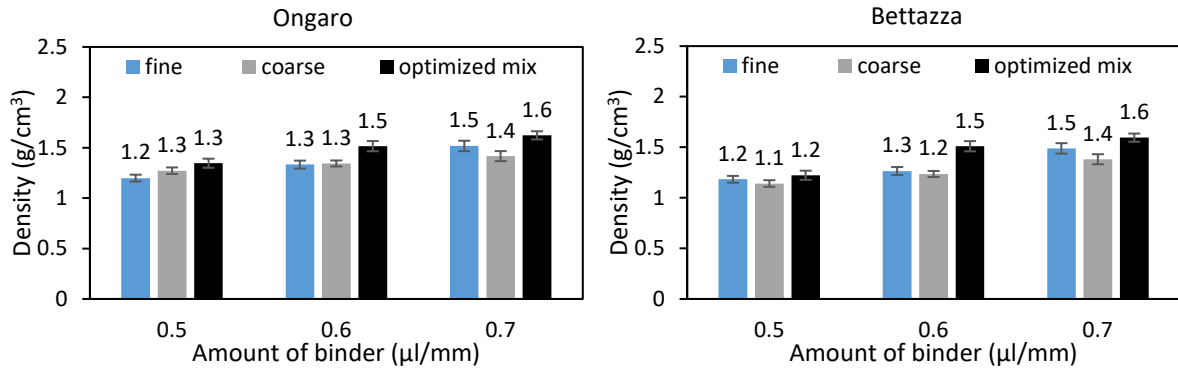 Ongaro
2.5
fine coarse optimized mix
2
1.5
1
0.5
0
Density (g/cm³)
1.2 1.3 1.3 1.3 1.3 1.5 1.5 1.4 1.6
0.5 0.6 0.7
Amount of binder (µl/mm)
Bettazza
2.5
fine coarse optimized mix
2
1.5
1
0.5
0
Density (g/cm³)
1.2 1.1 1.2 1.3 1.2 1.5 1.5 1.4 1.6
0.5 0.6 0.7
Amount of binder (µl/mm)